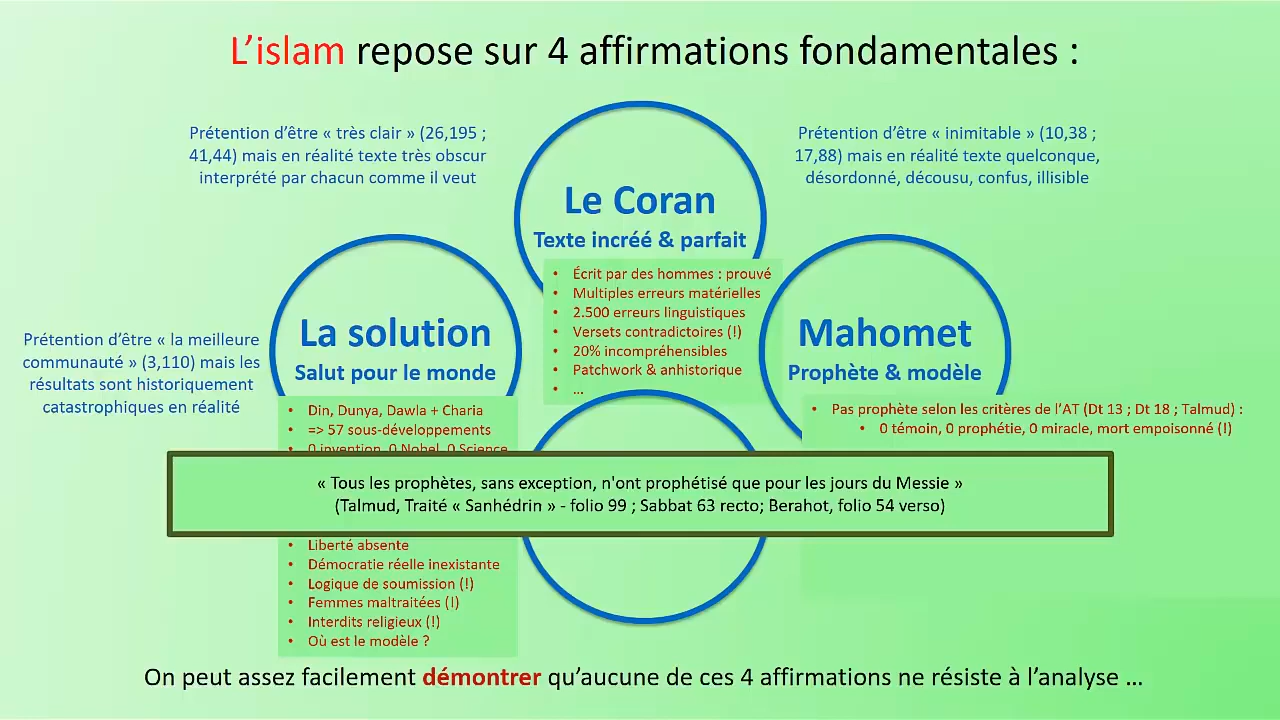 L'islam repose sur 4 affirmations fondamentales :
Prétention d'être « très clair » (26,195 ;
41,44) mais en réalité texte très obscur
interprété par chacun comme il veut
Prétention d'être « inimitable » (10,38 ;
17,88) mais en réalité texte quelconque,
désordonné, décousu, confus, illisible
Le Coran
Texte incréé & parfait
• Écrit par des hommes : prouvé
• Multiples erreurs matérielles
• 2.500 erreurs linguistiques
• Versets contradictoires (!)
• 20% incompréhensibles
• Patchwork & anhistorique
• ...
Prétention d'être « la meilleure
communauté » (3,110) mais les
résultats sont historiquement
catastrophiques en réalité
La solution
Salut pour le monde
• Din, Dunya, Dawla + Charia
• => 57 sous-développements
0 invention, 0 Nobel, 0 Science
Mahomet
Prophète & modèle
• Pas prophète selon les critères de l'AT (Dt 13 ; Dt 18 ; Talmud) :
• 0 témoin, 0 prophétie, 0 miracle, mort empoisonné (!)
« Tous les prophètes, sans exception, n'ont prophétisé que pour les jours du Messie »
(Talmud, Traité « Sanhédrin » - folio 99 ; Sabbat 63 recto; Berahot, folio 54 verso)
• Liberté absente
• Démocratie réelle inexistante
• Logique de soumission (!)
• Femmes maltraitées (!)
• Interdits religieux (!)
• Où est le modèle ?
On peut assez facilement démontrer qu'aucune de ces 4 affirmations ne résiste à l'analyse ...